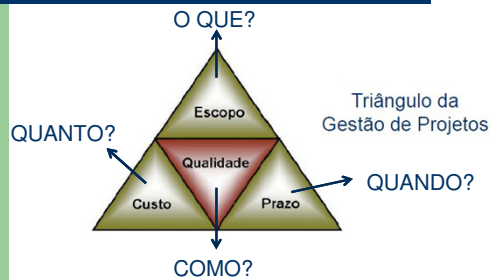 O QUE?
Escopo
Triângulo da
Gestão de Projetos
QUANTO?
Qualidade
QUANDO?
Custo
Prazo
COMO?